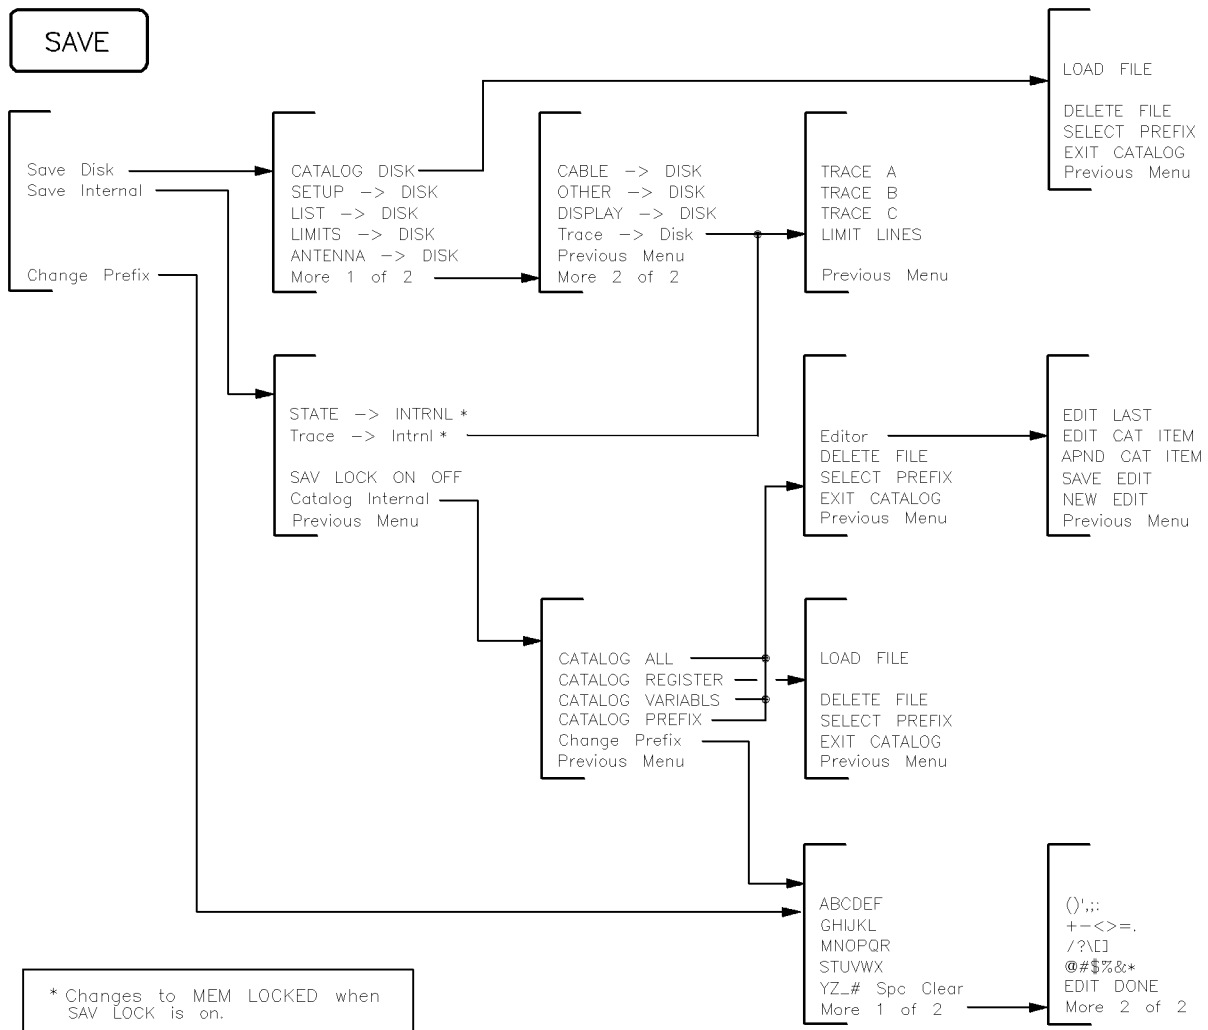 SAVE
Save Disk
Save Internal
Change Prefix
CATALOG DISK
SETUP -> DISK
LIST -> DISK
LIMITS -> DISK
ANTENNA -> DISK
More 1 of 2
CABLE -> DISK
OTHER -> DISK
DISPLAY -> DISK
Trace -> Disk
Previous Menu
More 2 of 2
TRACE A
TRACE B
TRACE C
LIMIT LINES
Previous Menu
LOAD FILE
DELETE FILE
SELECT PREFIX
EXIT CATALOG
Previous Menu
STATE -> INTRNL *
Trace -> Intrnl *
SAV LOCK ON OFF
Catalog Internal
Previous Menu
Editor
DELETE FILE
SELECT PREFIX
EXIT CATALOG
Previous Menu
EDIT LAST
EDIT CAT ITEM
APND CAT ITEM
SAVE EDIT
NEW EDIT
Previous Menu
CATALOG ALL
CATALOG REGISTER
CATALOG VARIABLS
CATALOG PREFIX
Change Prefix
Previous Menu
LOAD FILE
DELETE FILE
SELECT PREFIX
EXIT CATALOG
Previous Menu
ABCDEF
GHIJKL
MNOPQR
STUVWX
YZ_# Spc Clear
More 1 of 2
()',;:
+-<>=.
/?\[]
@#$%&*
EDIT DONE
More 2 of 2
* Changes to MEM LOCKED when
SAV LOCK is on.